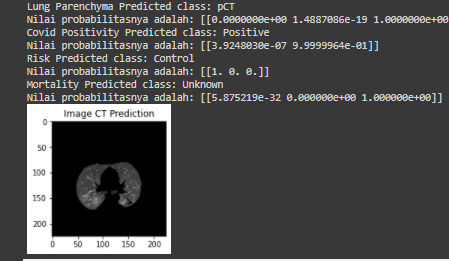 Lung Parenchyma Predicted class: pCT
Nilai probabilitasnya adalah: [[0.0000000e+00 1.4887086e-19 1.0000000e+00
Covid Positivity Predicted class: Positive
Nilai probabilitasnya adalah: [[3.9248030e-07 9.9999964e-01]]
Risk Predicted class: Control
Nilai probabilitasnya adalah: [[1. 0. 0.]]
Mortality Predicted class: Unknown
Nilai probabilitasnya adalah: [[5.875219e-32 0.000000e+00 1.000000e+00]]
Image CT Prediction
0
50
100
150
200
0 50 100 150 200